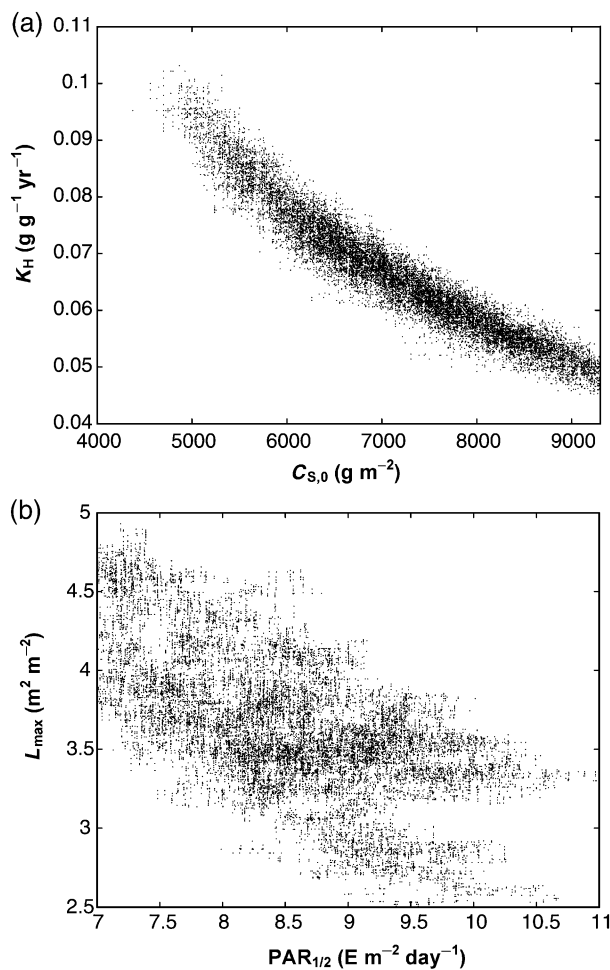 (a)
0.11
0.1
0.09
0.08
0.07
0.06
0.05
0.04
K_H (g g⁻¹ yr⁻¹)
4000 5000 6000 7000 8000 9000
C_S,0 (g m⁻²)
(b)
5
4.5
4
3.5
3
2.5
L_max (m² m⁻²)
7 7.5 8 8.5 9 9.5 10 10.5 11
PAR_1/2 (E m⁻² day⁻¹)